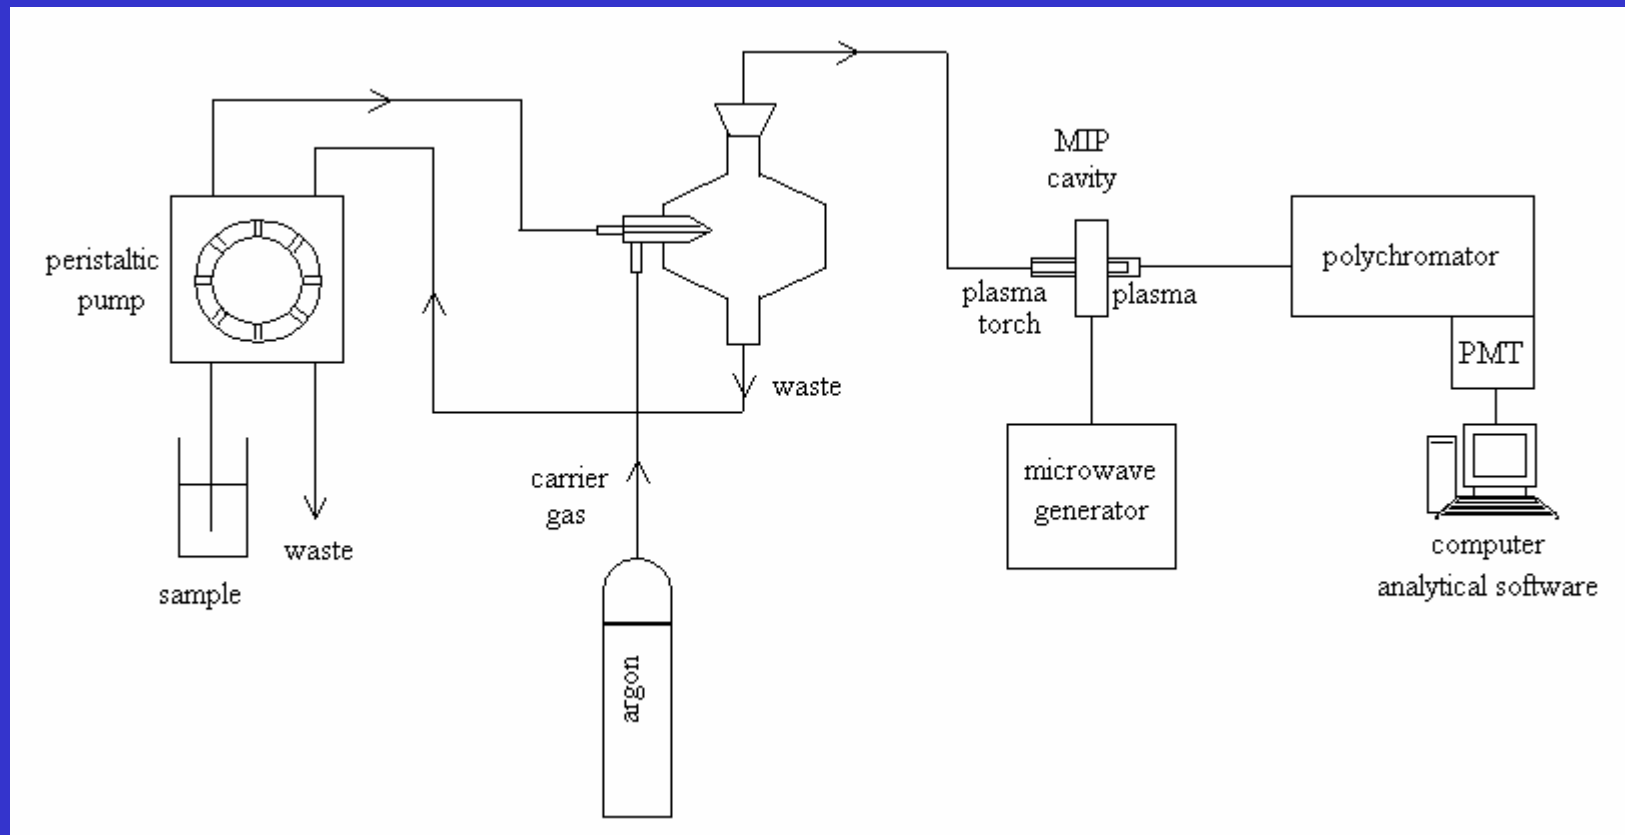 peristaltic
pump
sample
waste
carrier
gas
argon
waste
MIP
cavity
plasma
torch
plasma
microwave
generator
polychromator
PMT
computer
analytical software